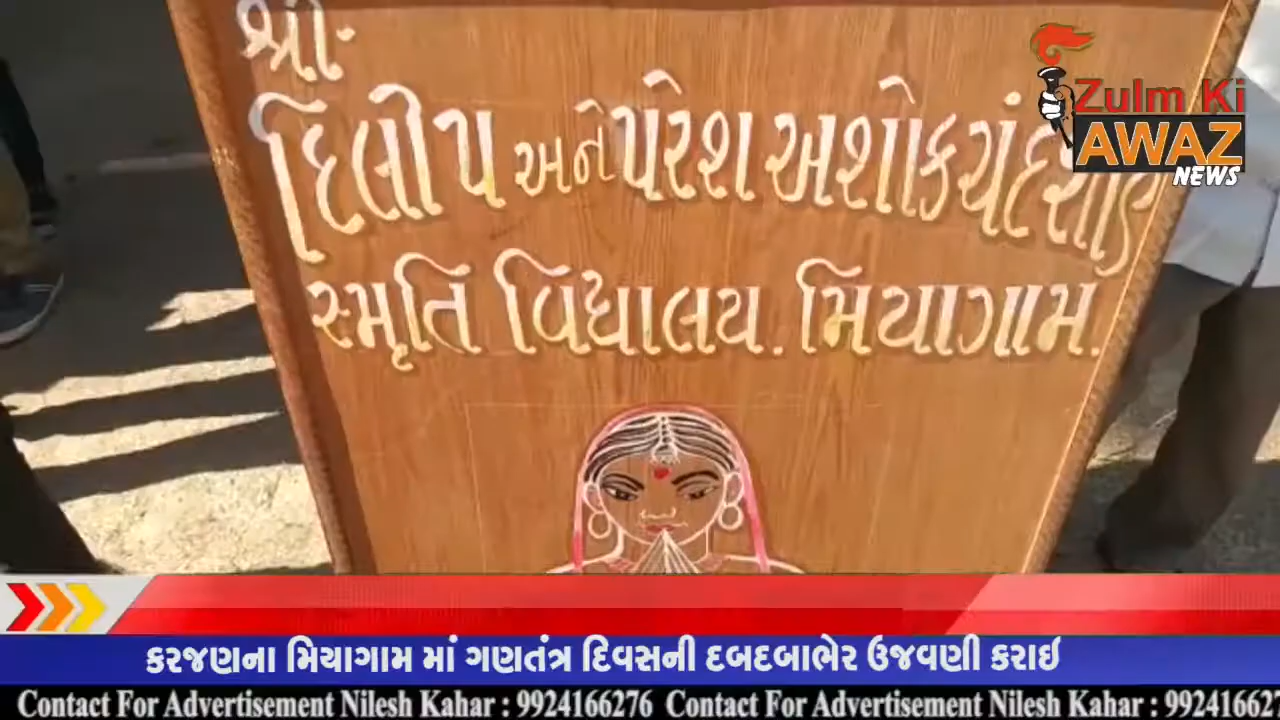 શ્રી:-
દિલીપ અને પરેશ અશોકચંદ્ર
સ્મૃતિ વિદ્યાલય. મિયાગામ.
Zulm Ki
AWAZ
NEWS
કરજણના મિયાગામ માં ગણતંત્ર દિવસની દબદબાભેર ઉજવણી કરાઇ
Contact For Advertisement Nilesh Kahar : 9924166276 Contact For Advertisement Nilesh Kahar : 992416627